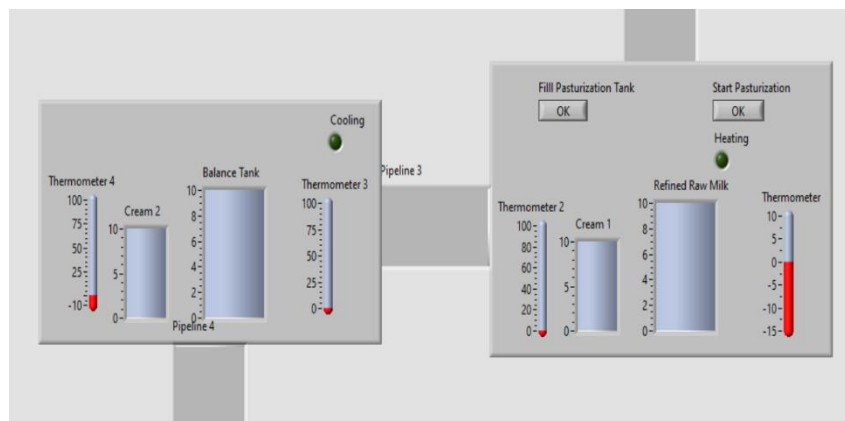 Cooling
Thermometer 4
100
75
50
25
-10
Cream 2
10
5
0
Balance Tank
10
8
6
4
2
0
Thermometer 3
100
75
50
25
0
Pipeline 4
Pipeline 3
Filll Pasturization Tank
OK
Start Pasturization
OK
Heating
Thermometer 2
100
80
60
40
20
0
Cream 1
10
5
0
Refined Raw Milk
10
8
6
4
2
0
Thermometer
10
5
0
-5
-10
-15